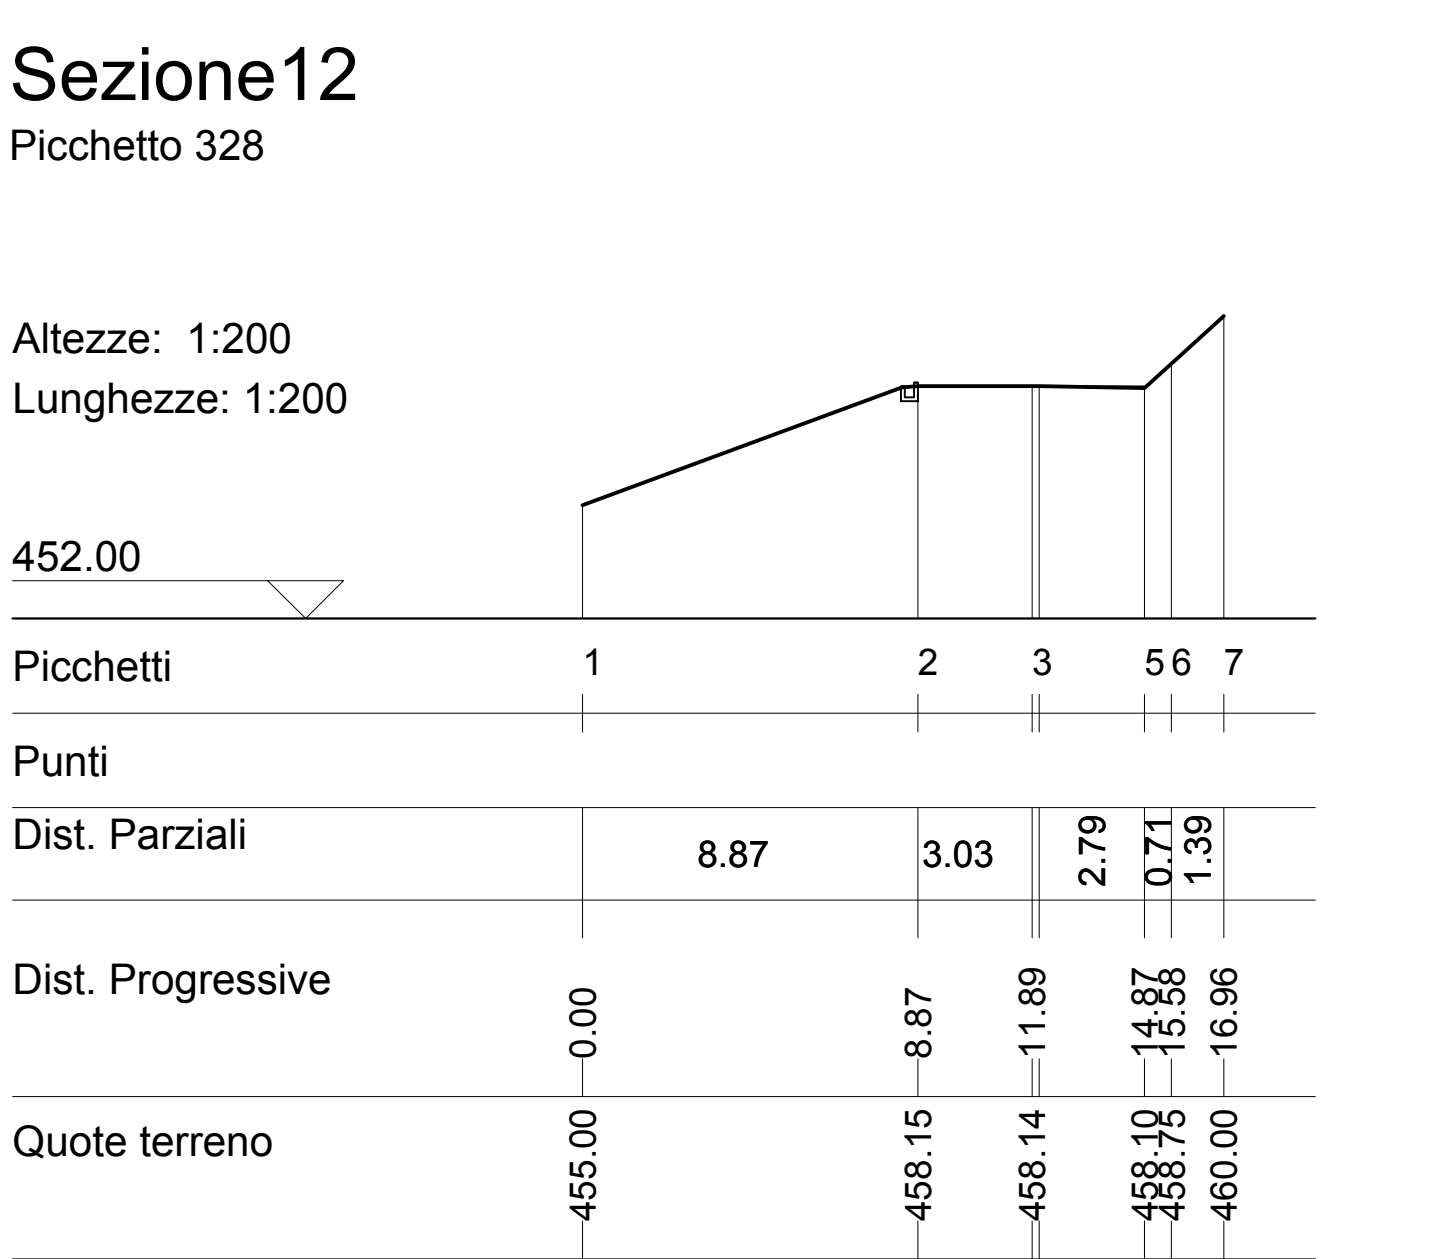 Sezione12
Picchetto 328
Altezze: 1:200
Lunghezze: 1:200
452.00
Picchetti 1 2 3 5 6 7
Punti
Dist. Parziali 8.87 3.03 2.79 0.71 1.39
Dist. Progressive 0.00 8.87 11.89 14.87 15.58 16.96
Quote terreno 455.00 458.15 458.14 458.10 458.75 460.00